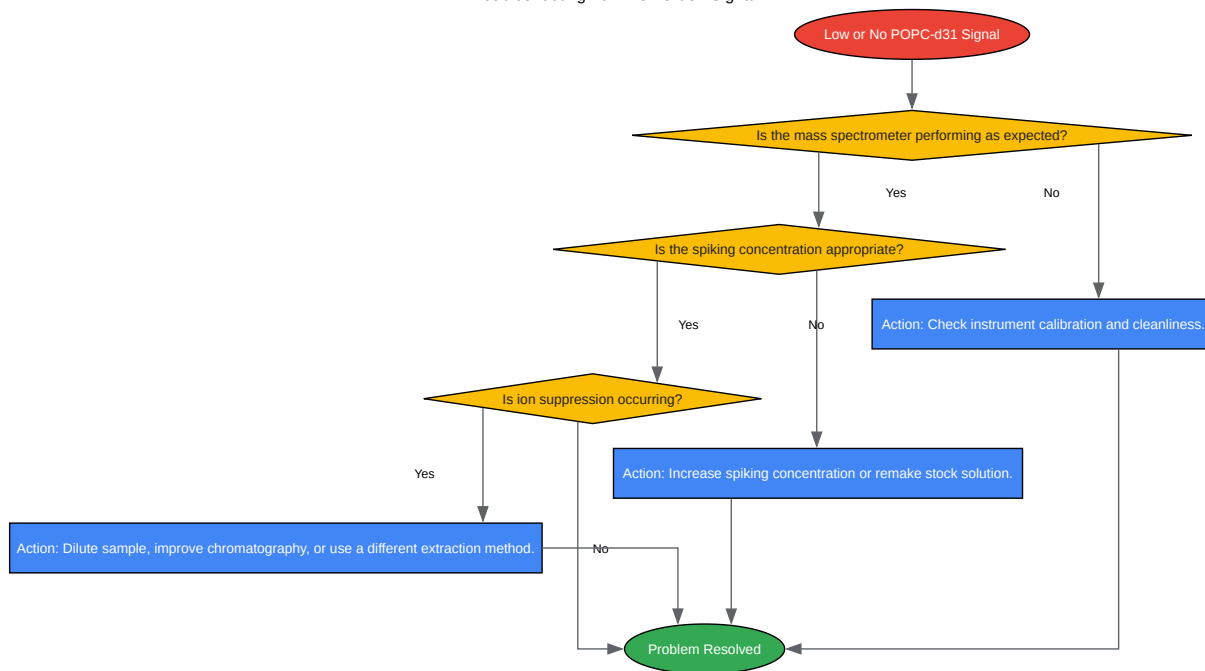 Low or No POPC-d31 Signal
Is the mass spectrometer performing as expected?
Yes
No
Is the spiking concentration appropriate?
Yes
No
Action: Check instrument calibration and cleanliness.
Is ion suppression occurring?
Yes
Action: Increase spiking concentration or remake stock solution.
Action: Dilute sample, improve chromatography, or use a different extraction method.
No
Problem Resolved